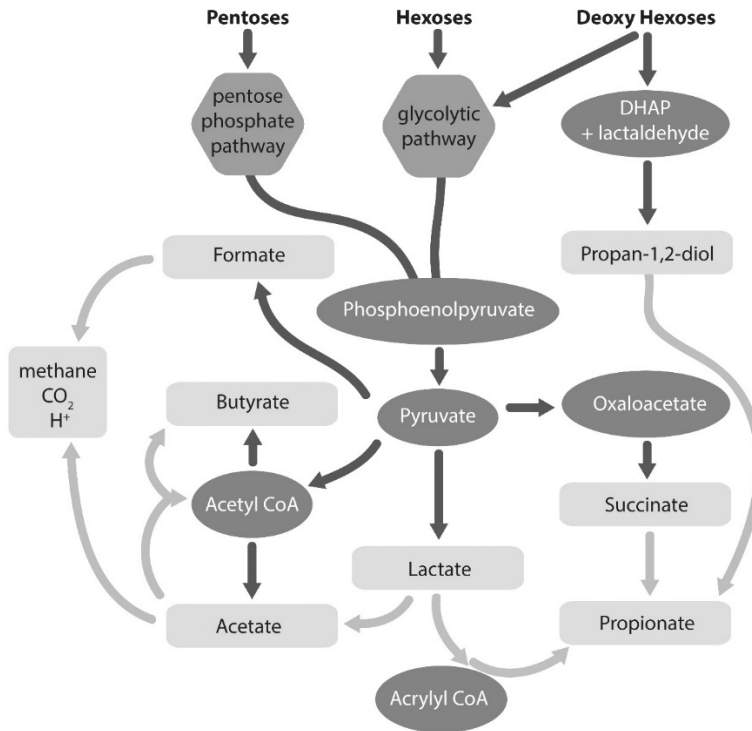 Pentoses
Hexoses
Deoxy Hexoses
pentose
phosphate
pathway
glycolytic
pathway
DHAP
+ lactaldehyde
Formate
Propan-1,2-diol
Phosphoenolpyruvate
methane
CO₂
H⁺
Butyrate
Pyruvate
Oxaloacetate
Acetyl CoA
Succinate
Lactate
Acetate
Propionate
Acrylyl CoA